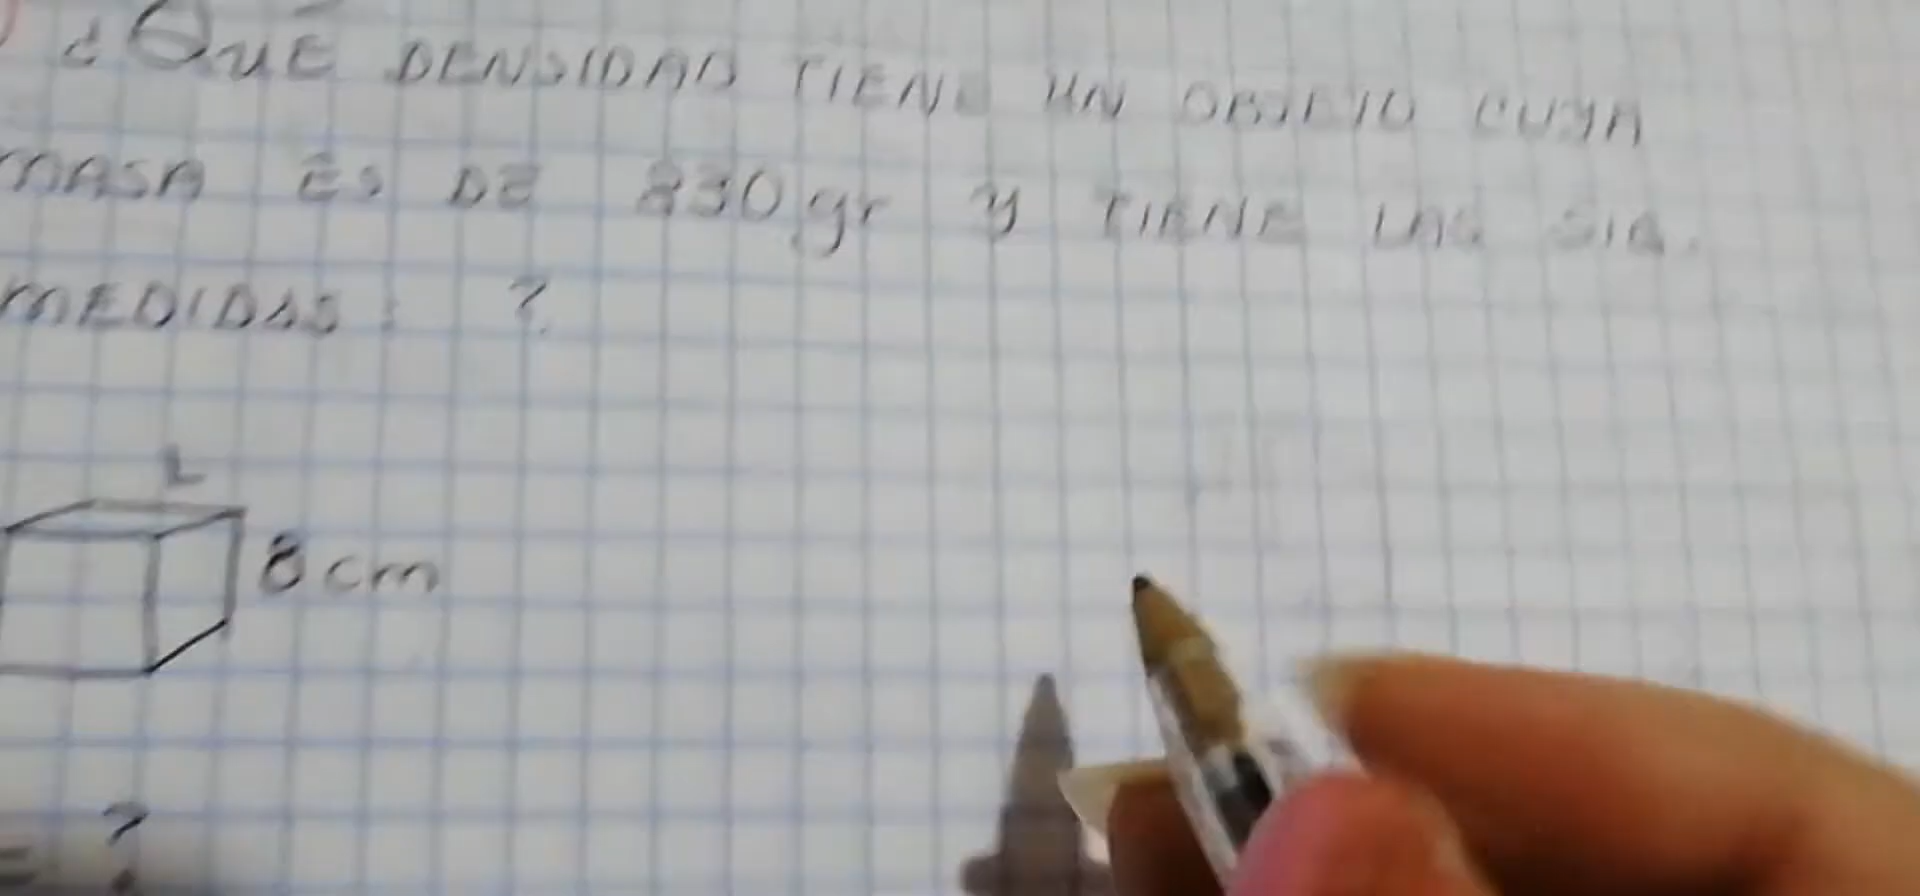 ¿QUÉ DENSIDAD TIENE UN OBJETO CUYA
MASA ES DE 830 gr Y TIENE LAS SIG.
MEDIDAS: ?
L
8 cm
= ?